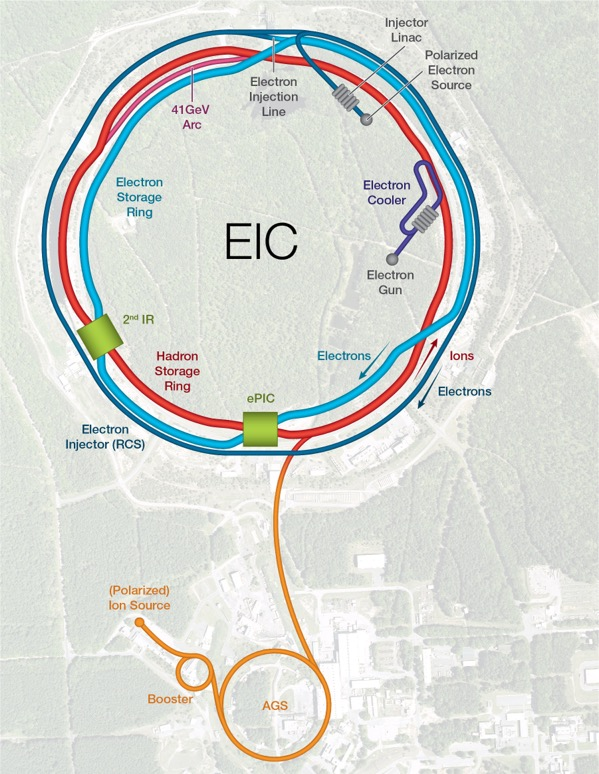 Injector
Linac
Polarized
Electron
Source
Electron
Injection
Line
41GeV
Arc
Electron
Storage
Ring
Electron
Cooler
EIC
Electron
Gun
2nd IR
Hadron
Storage
Ring
Electrons
Ions
Electrons
ePIC
Electron
Injector (RCS)
(Polarized)
Ion Source
Booster
AGS